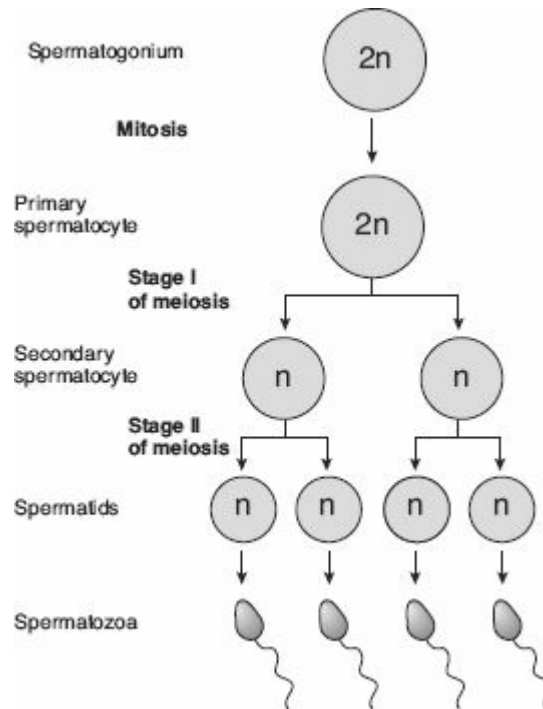 Spermatogonium
2n
Mitosis
Primary
spermatocyte
2n
Stage I
of meiosis
Secondary
spermatocyte
n
n
Stage II
of meiosis
Spermatids
n
n
n
n
Spermatozoa